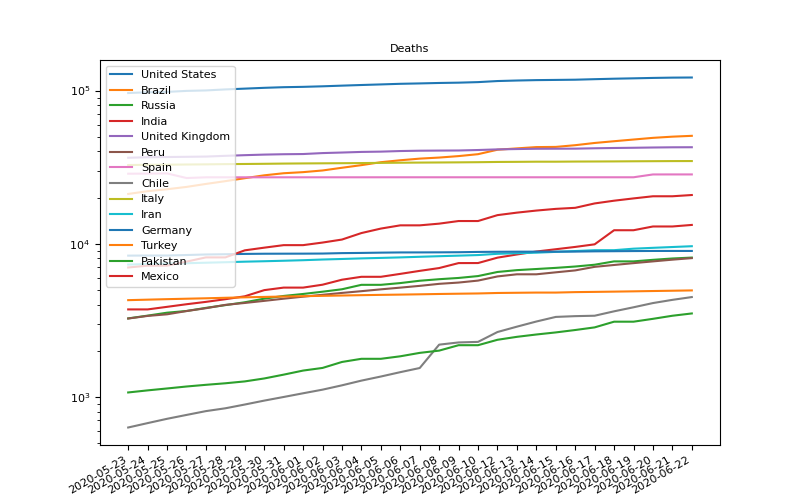 Deaths
10^5
10^4
10^3
United States
Brazil
Russia
India
United Kingdom
Peru
Spain
Chile
Italy
Iran
Germany
Turkey
Pakistan
Mexico
2020-05-23
2020-05-24
2020-05-25
2020-05-26
2020-05-27
2020-05-28
2020-05-29
2020-05-30
2020-05-31
2020-06-01
2020-06-02
2020-06-03
2020-06-04
2020-06-05
2020-06-06
2020-06-07
2020-06-08
2020-06-09
2020-06-10
2020-06-12
2020-06-13
2020-06-14
2020-06-15
2020-06-16
2020-06-17
2020-06-18
2020-06-19
2020-06-20
2020-06-21
2020-06-22